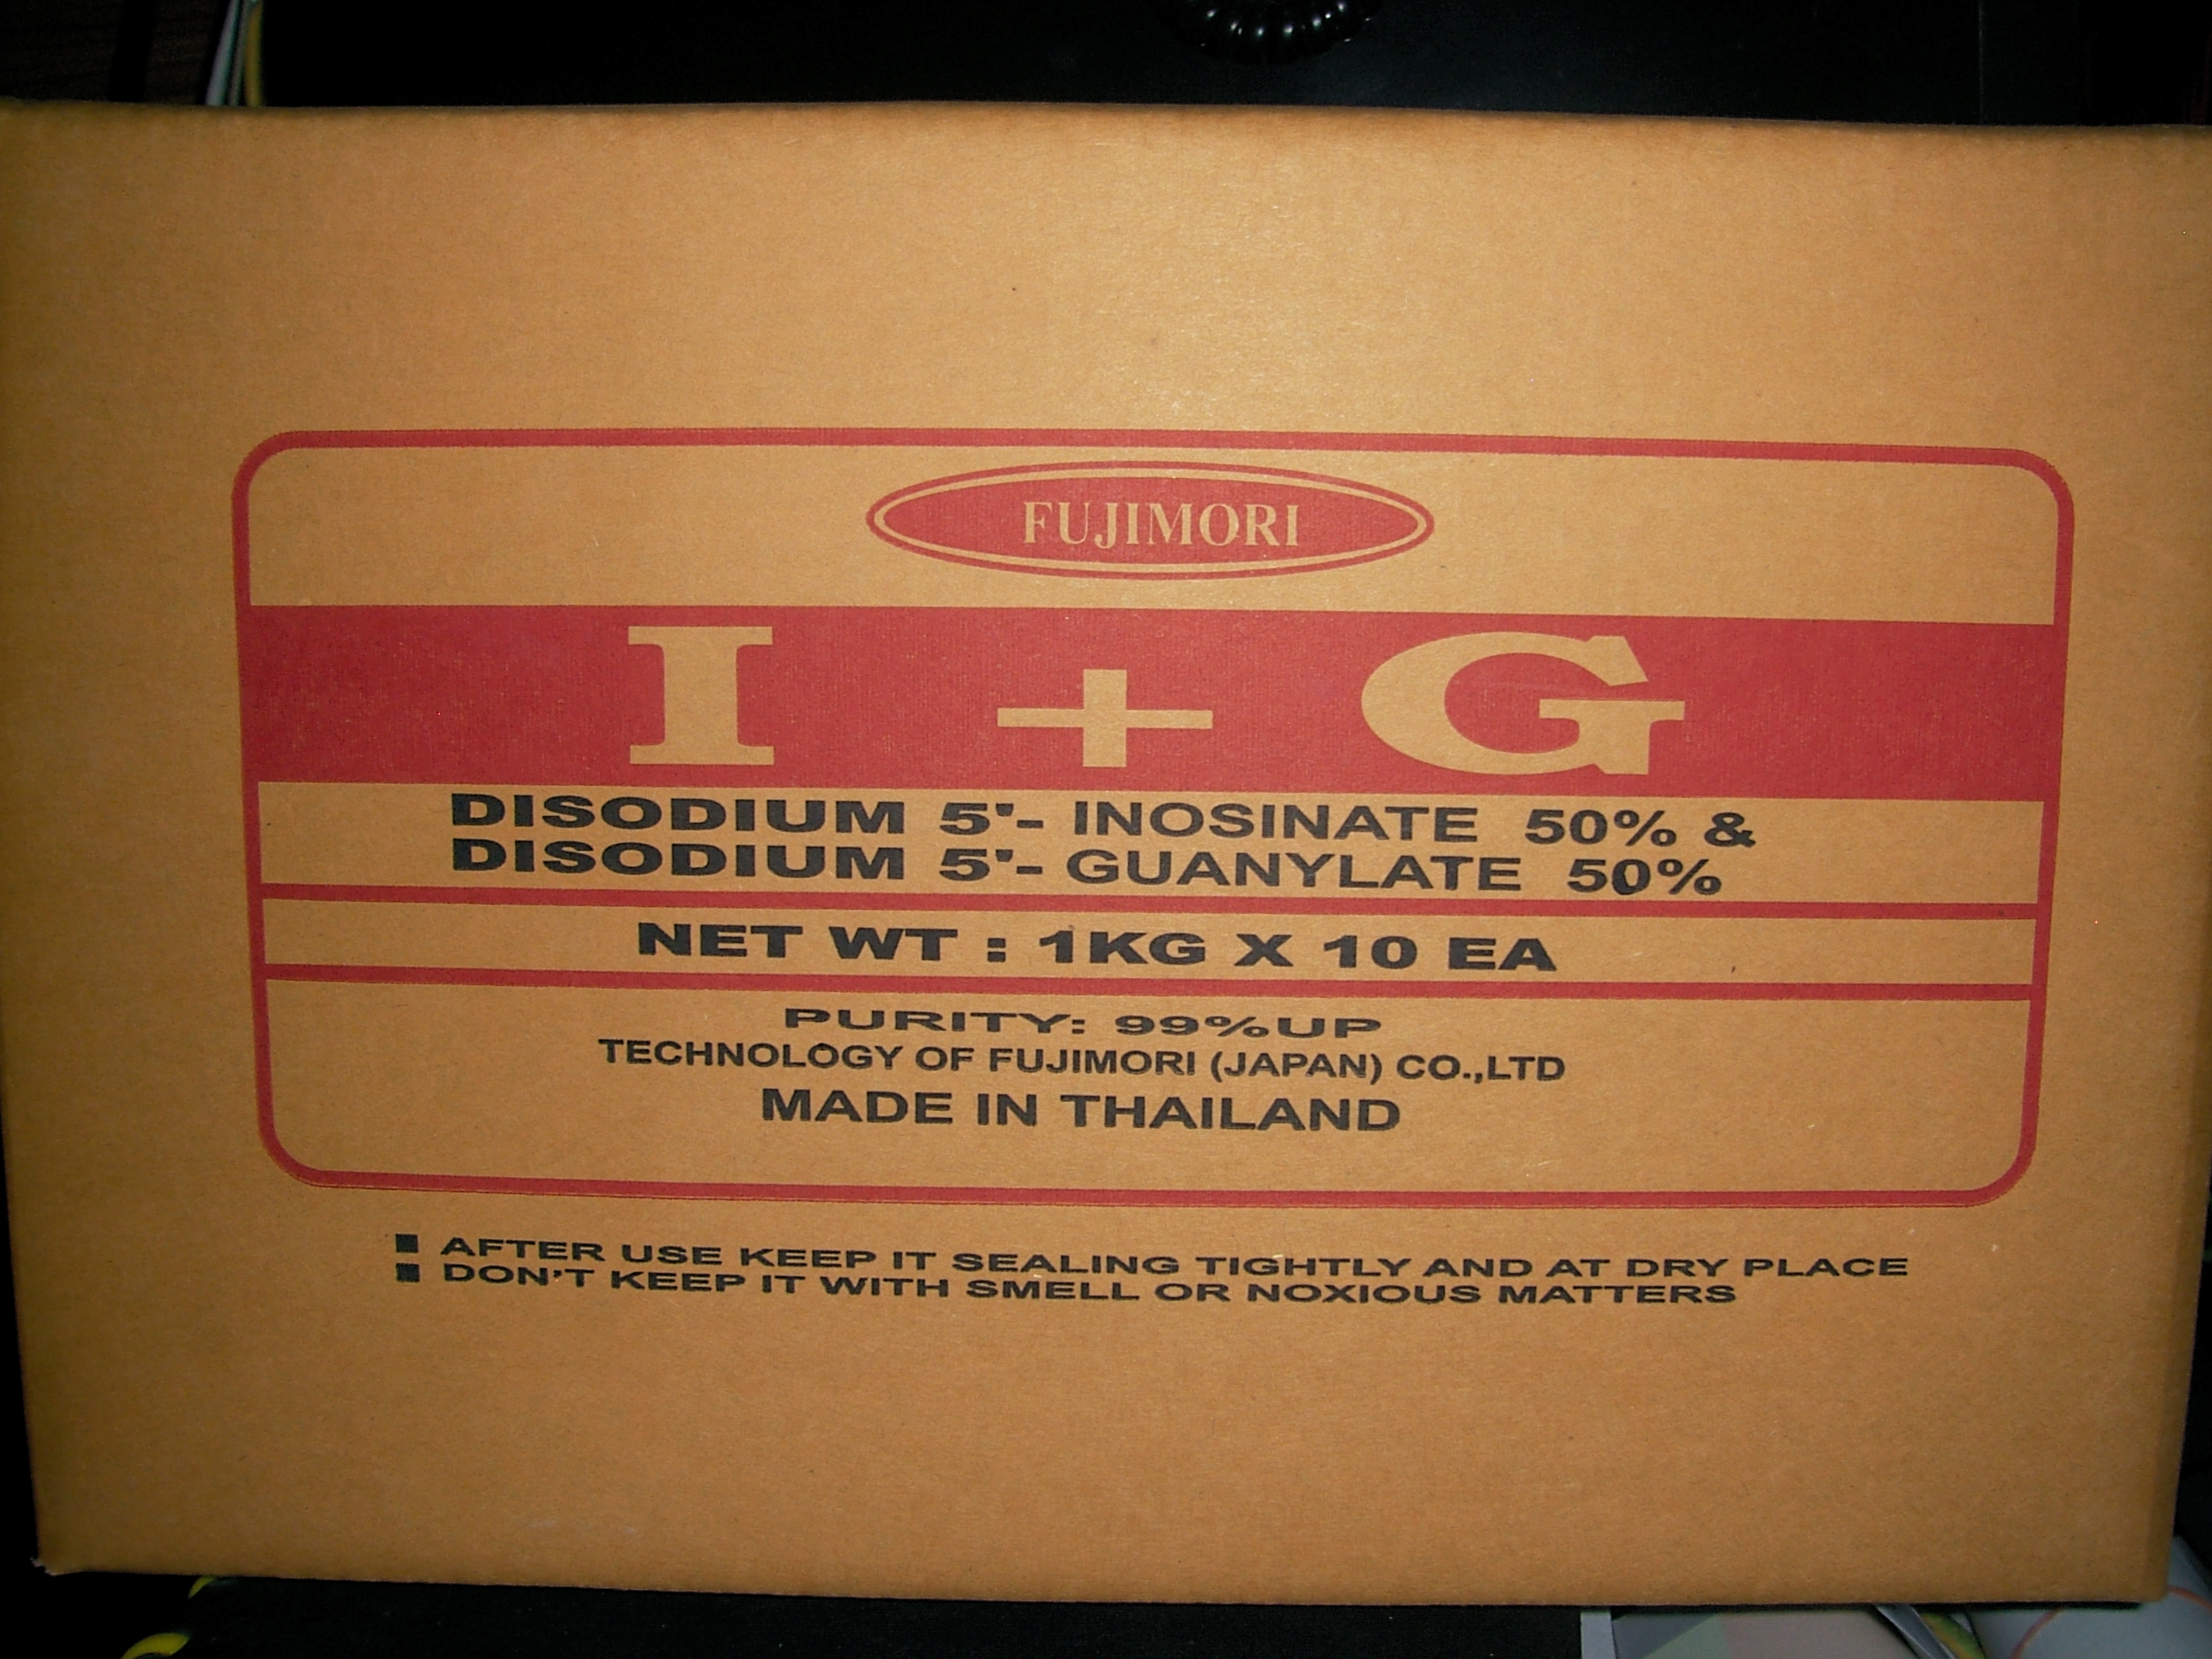 FUJIMORI
I + G
DISODIUM 5'- INOSINATE 50% &
DISODIUM 5'- GUANYLATE 50%
NET WT : 1KG X 10 EA
PURITY: 99%UP
TECHNOLOGY OF FUJIMORI (JAPAN) CO.,LTD
MADE IN THAILAND
■ AFTER USE KEEP IT SEALING TIGHTLY AND AT DRY PLACE
■ DON'T KEEP IT WITH SMELL OR NOXIOUS MATTERS